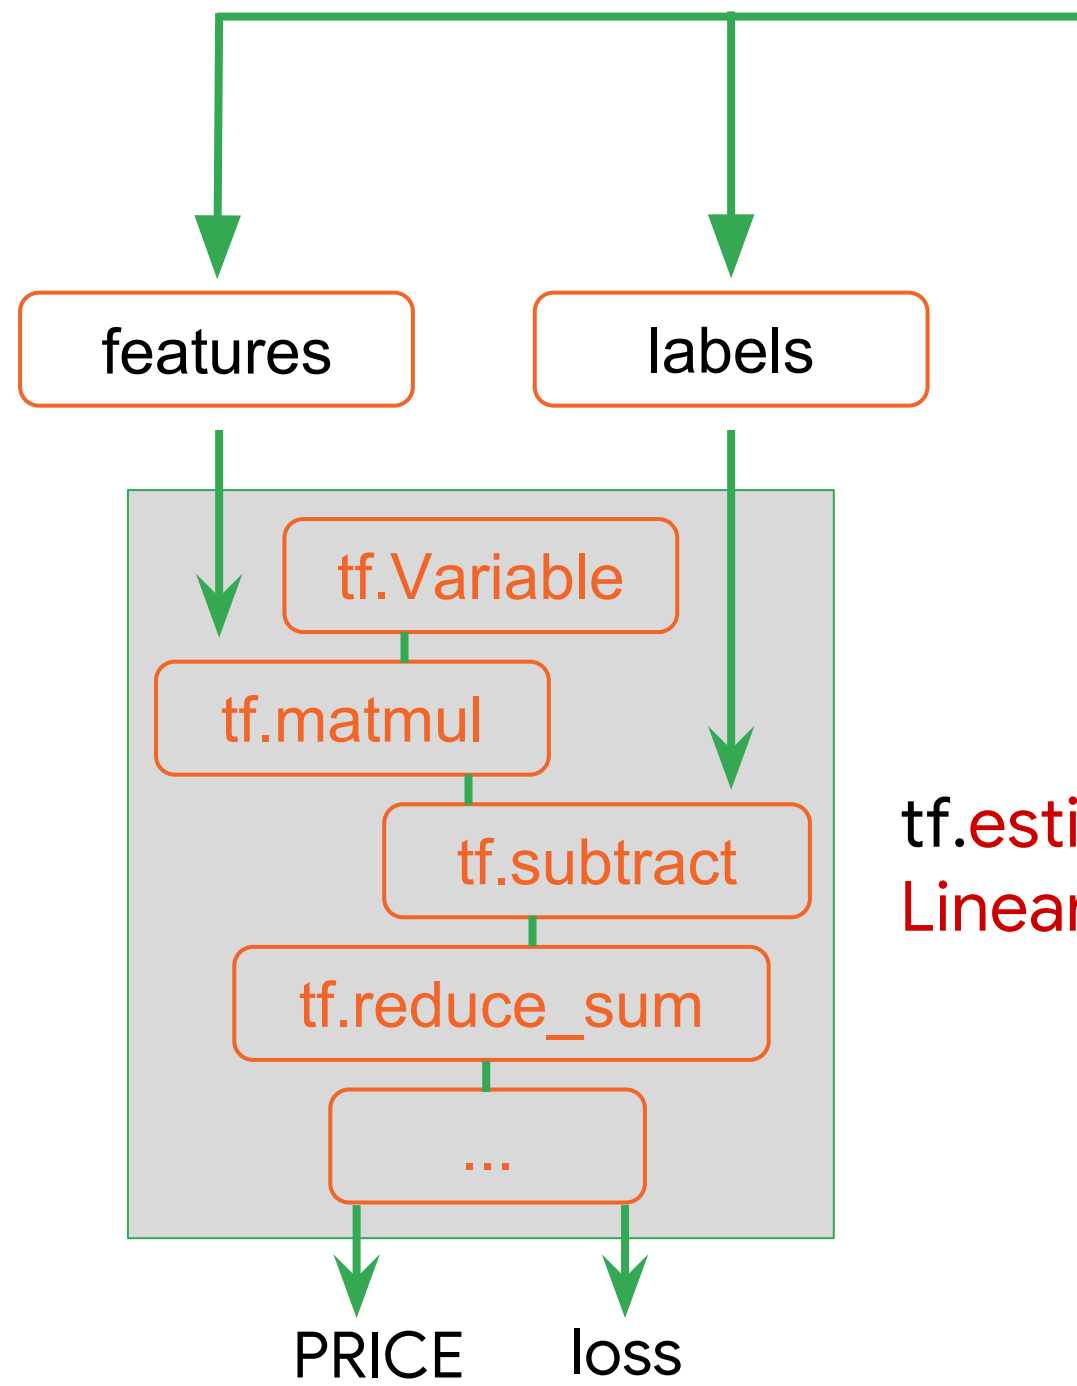 features
labels
tf.Variable
tf.matmul
tf.subtract
tf.esti
Linear
tf.reduce_sum
...
PRICE
loss